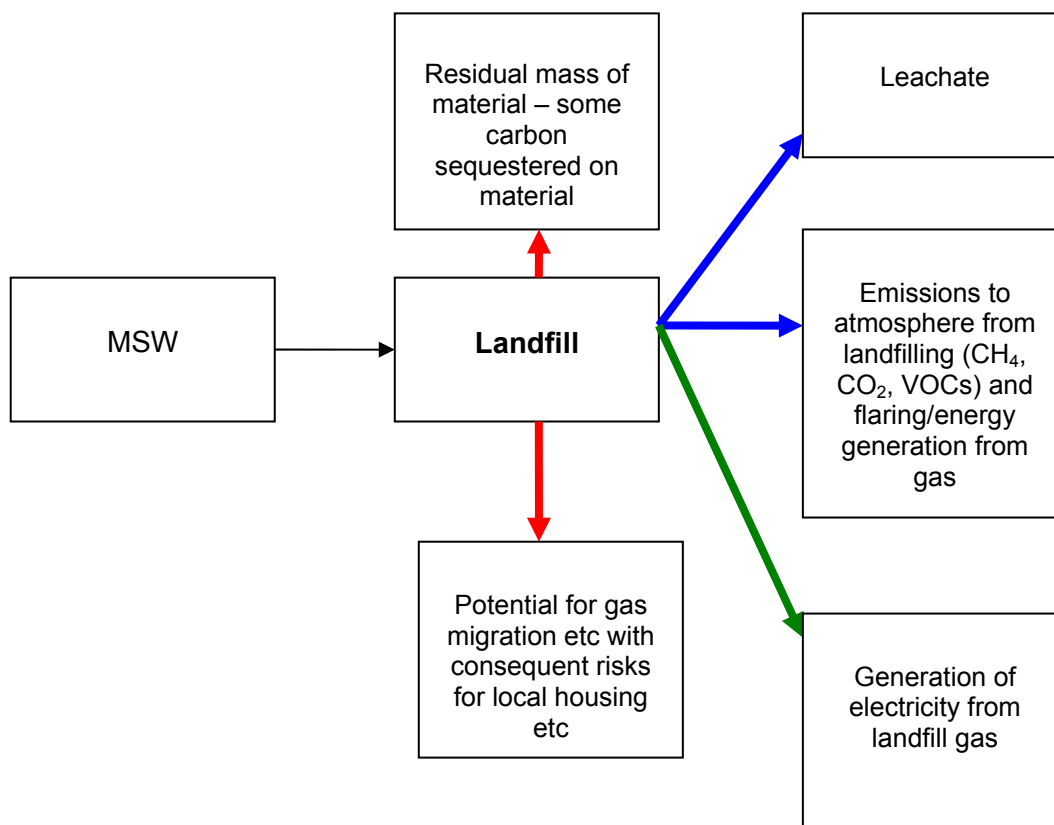 Residual mass of
material – some
carbon
sequestered on
material
Leachate
MSW
Landfill
Emissions to
atmosphere from
landfilling (CH₄,
CO₂, VOCs) and
flaring/energy
generation from
gas
Potential for gas
migration etc with
consequent risks
for local housing
etc
Generation of
electricity from
landfill gas